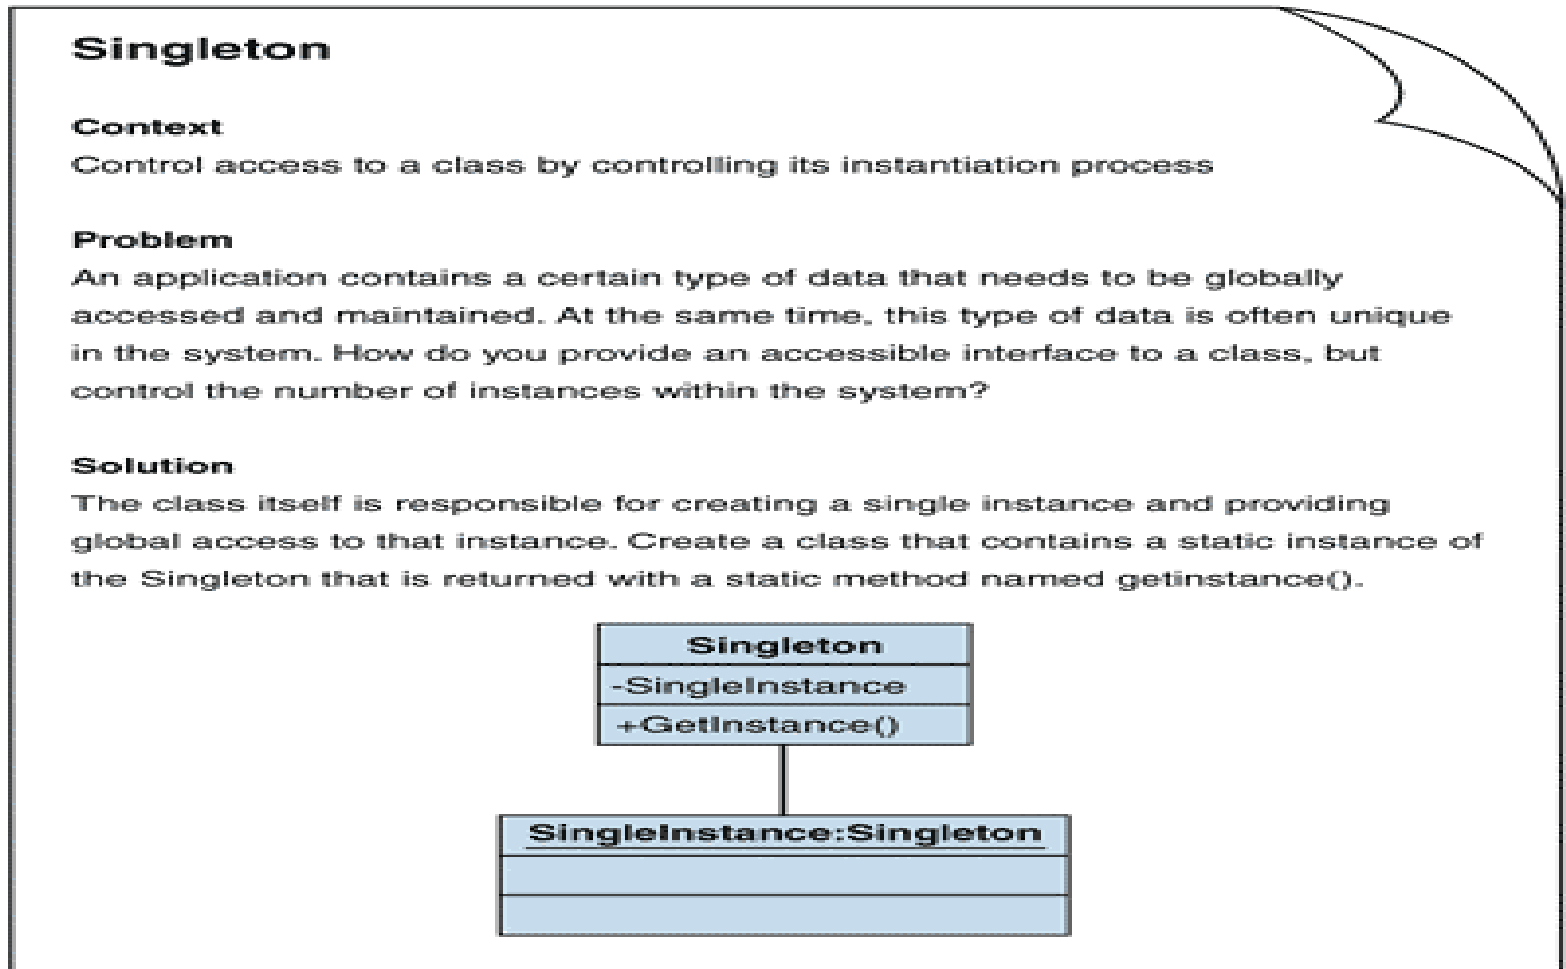 Singleton
Context
Control access to a class by controlling its instantiation process
Problem
An application contains a certain type of data that needs to be globally
accessed and maintained. At the same time, this type of data is often unique
in the system. How do you provide an accessible interface to a class, but
control the number of instances within the system?
Solution
The class itself is responsible for creating a single instance and providing
global access to that instance. Create a class that contains a static instance of
the Singleton that is returned with a static method named getinstance().
Singleton
-SingleInstance
+GetInstance()
SingleInstance:Singleton